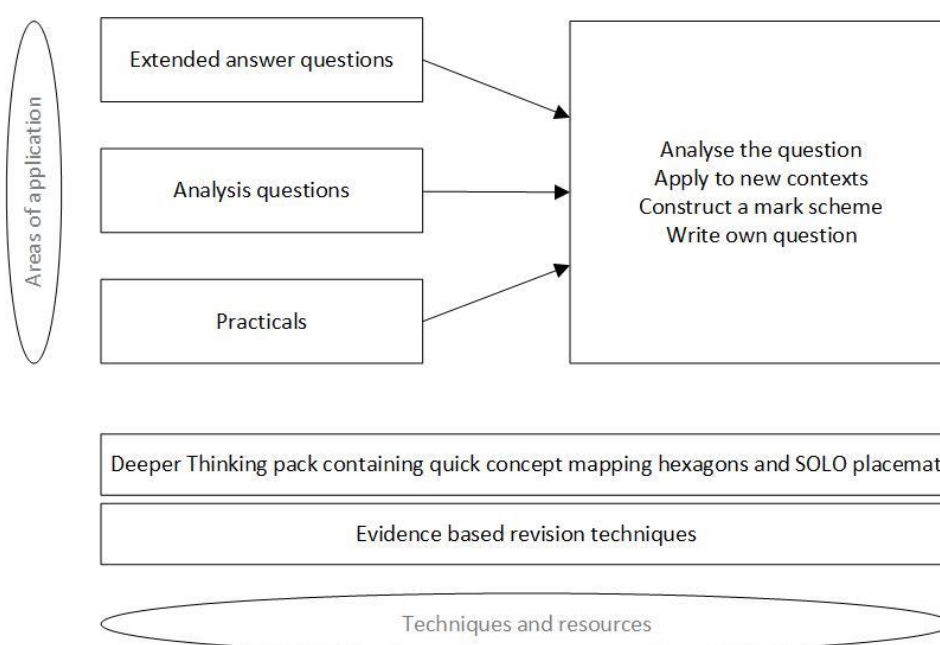 Areas of application
Extended answer questions
Analysis questions
Practicals
Analyse the question
Apply to new contexts
Construct a mark scheme
Write own question
Deeper Thinking pack containing quick concept mapping hexagons and SOLO placemat
Evidence based revision techniques
Techniques and resources